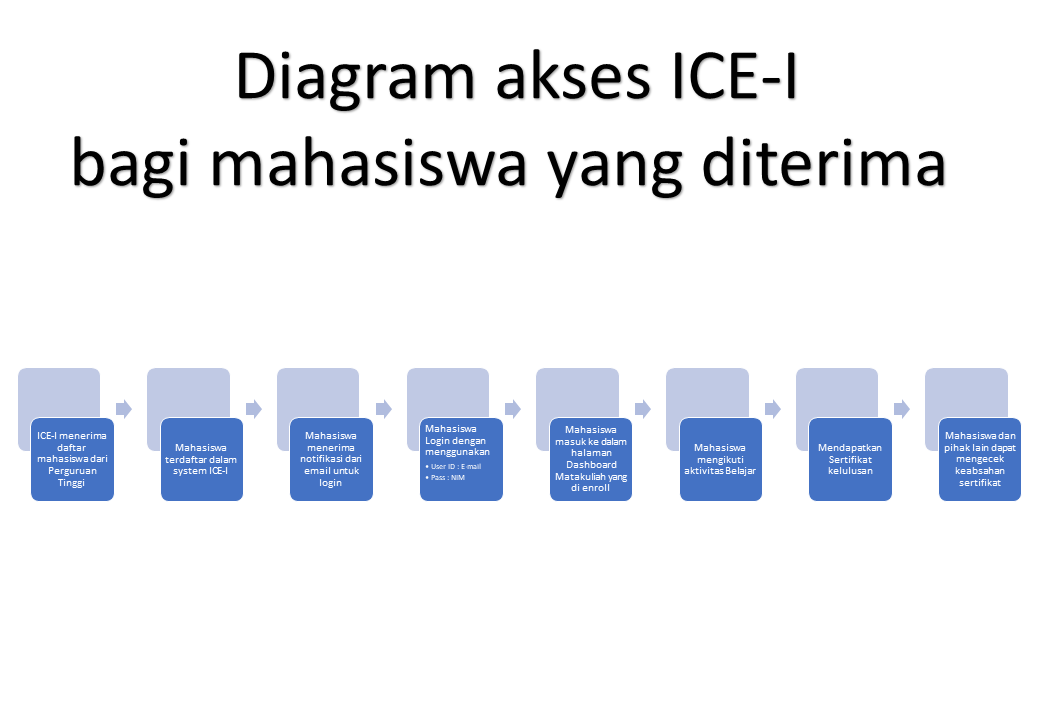 Diagram akses ICE-I
bagi mahasiswa yang diterima
ICE-I menerima
daftar
mahasiswa dari
Perguruan
Tinggi
Mahasiswa
terdaftar dalam
system ICE-I
Mahasiswa
menerima
notifikasi dari
email untuk
login
Mahasiswa
Login dengan
menggunakan
• User ID : E-mail
• Pass : NIM
Mahasiswa
masuk ke dalam
halaman
Dashboard
Matakuliah yang
di enroll
Mahasiswa
mengikuti
aktivitas Belajar
Mendapatkan
Sertifikat
kelulusan
Mahasiswa dan
pihak lain dapat
mengecek
keabsahan
sertifikat